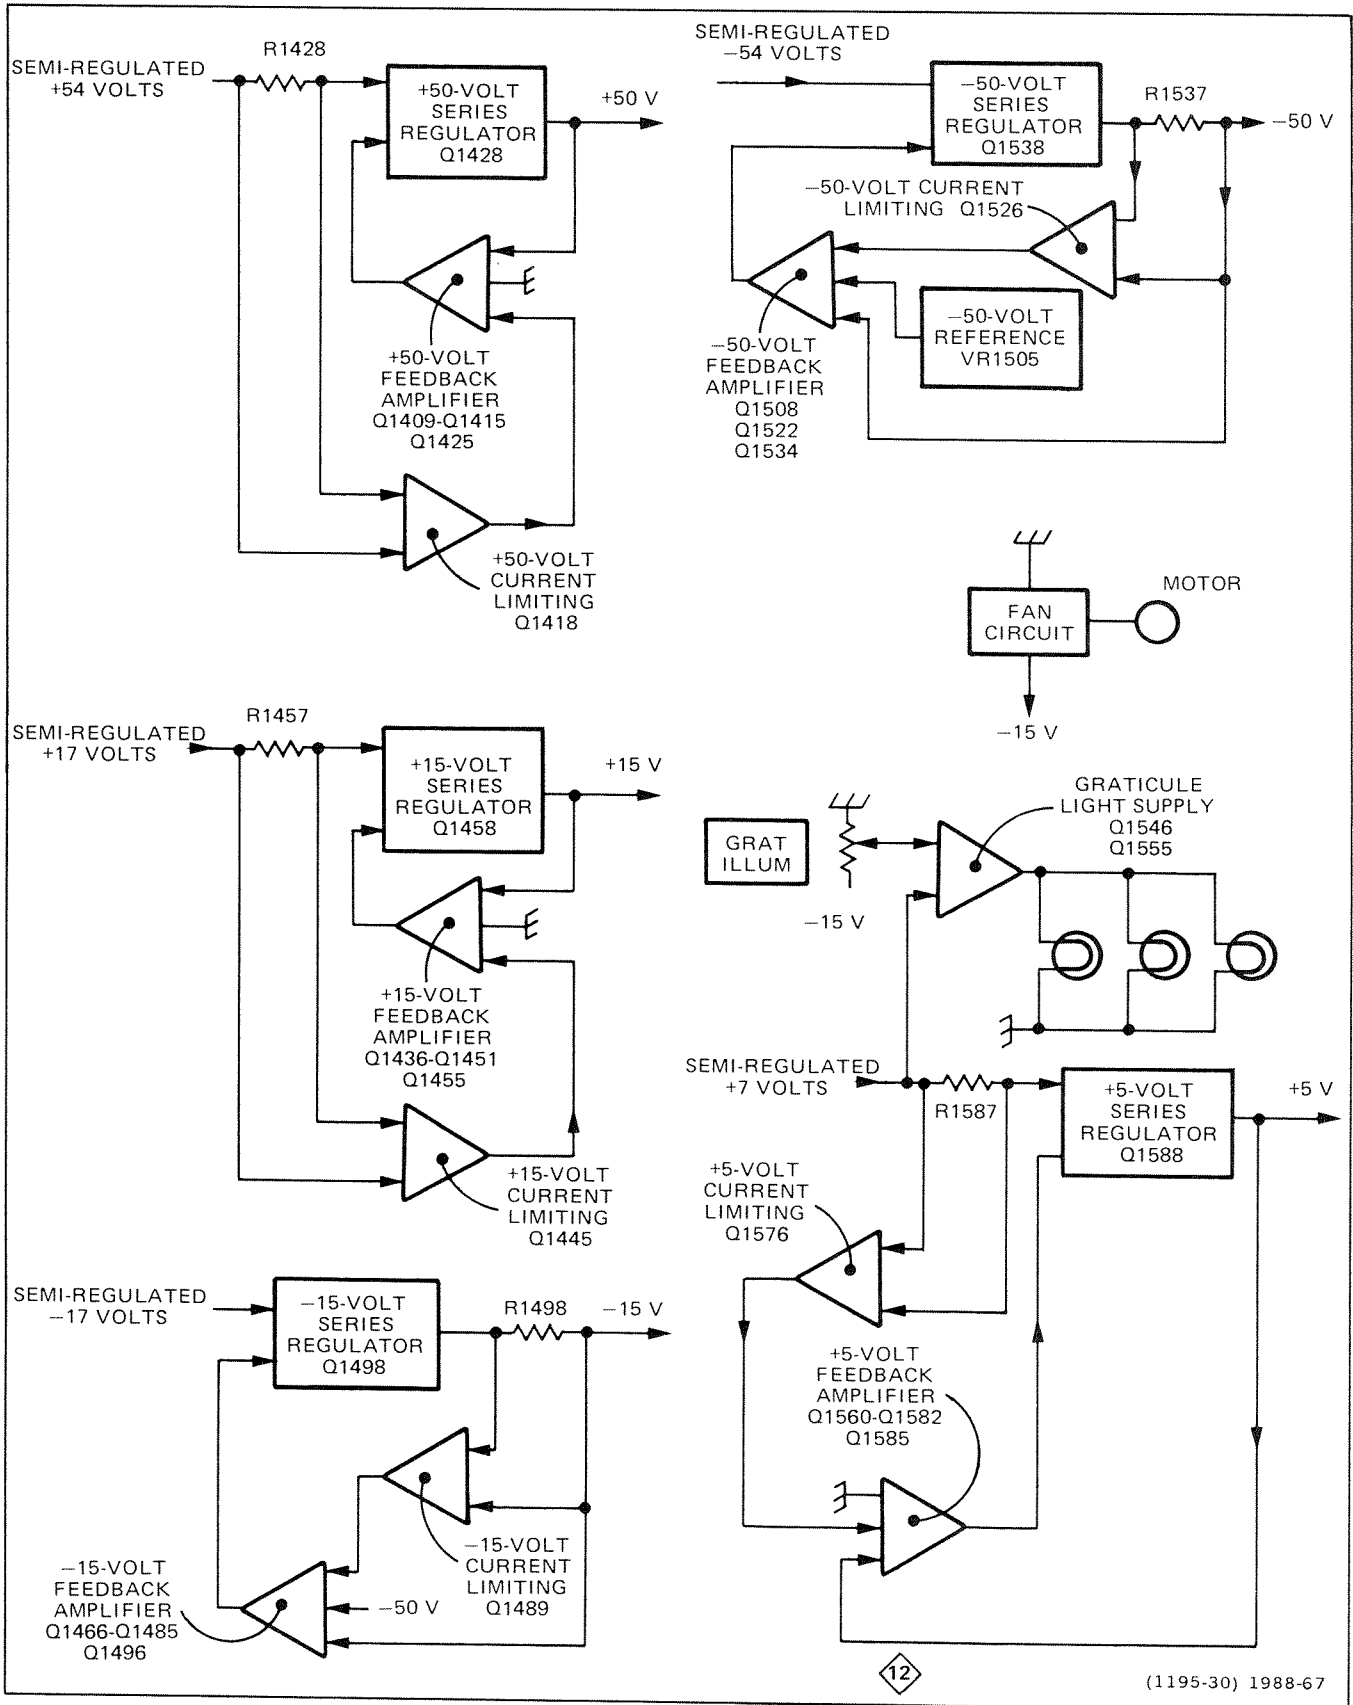 R1428
SEMI-REGULATED
+54 VOLTS
+50-VOLT
SERIES
REGULATOR
Q1428
+50 V
+50-VOLT
FEEDBACK
AMPLIFIER
Q1409-Q1415
Q1425
+50-VOLT
CURRENT
LIMITING
Q1418
SEMI-REGULATED
−54 VOLTS
−50-VOLT
SERIES
REGULATOR
Q1538
R1537
−50 V
−50-VOLT CURRENT
LIMITING Q1526
−50-VOLT
REFERENCE
VR1505
−50-VOLT
FEEDBACK
AMPLIFIER
Q1508
Q1522
Q1534
FAN
CIRCUIT
MOTOR
−15 V
R1457
SEMI-REGULATED
+17 VOLTS
+15-VOLT
SERIES
REGULATOR
Q1458
+15 V
+15-VOLT
FEEDBACK
AMPLIFIER
Q1436-Q1451
Q1455
+15-VOLT
CURRENT
LIMITING
Q1445
GRATICULE
LIGHT SUPPLY
Q1546
Q1555
GRAT
ILLUM
−15 V
SEMI-REGULATED
+7 VOLTS
R1587
+5-VOLT
SERIES
REGULATOR
Q1588
+5 V
+5-VOLT
CURRENT
LIMITING
Q1576
+5-VOLT
FEEDBACK
AMPLIFIER
Q1560-Q1582
Q1585
SEMI-REGULATED
−17 VOLTS
−15-VOLT
SERIES
REGULATOR
Q1498
R1498
−15 V
−15-VOLT
CURRENT
LIMITING
Q1489
−15-VOLT
FEEDBACK
AMPLIFIER
Q1466-Q1485
Q1496
−50 V
12
(1195-30) 1988-67